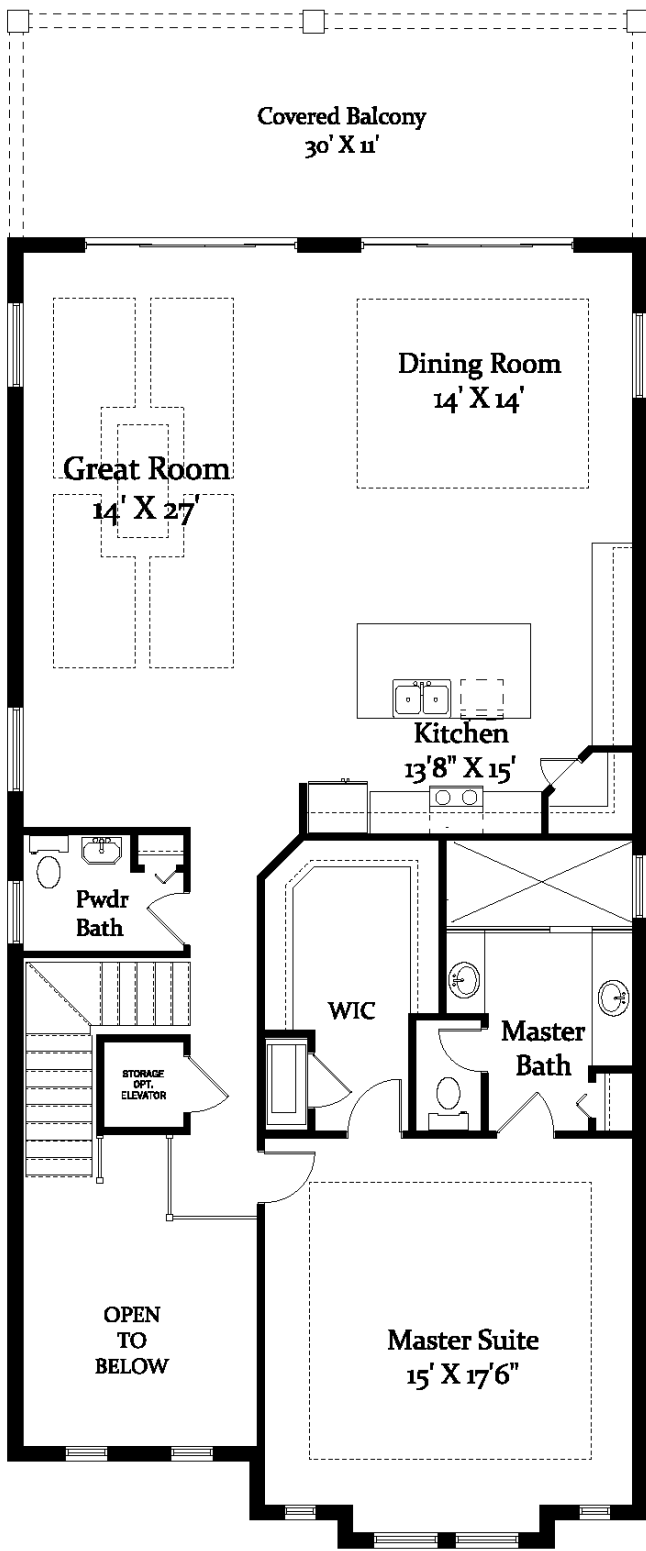 Covered Balcony
30' X 11'
Dining Room
14' X 14'
Great Room
14' X 27'
Kitchen
13'8" X 15'
Pwdr
Bath
WIC
Master
Bath
STORAGE
OPT.
ELEVATOR
OPEN
TO
BELOW
Master Suite
15' X 17'6"